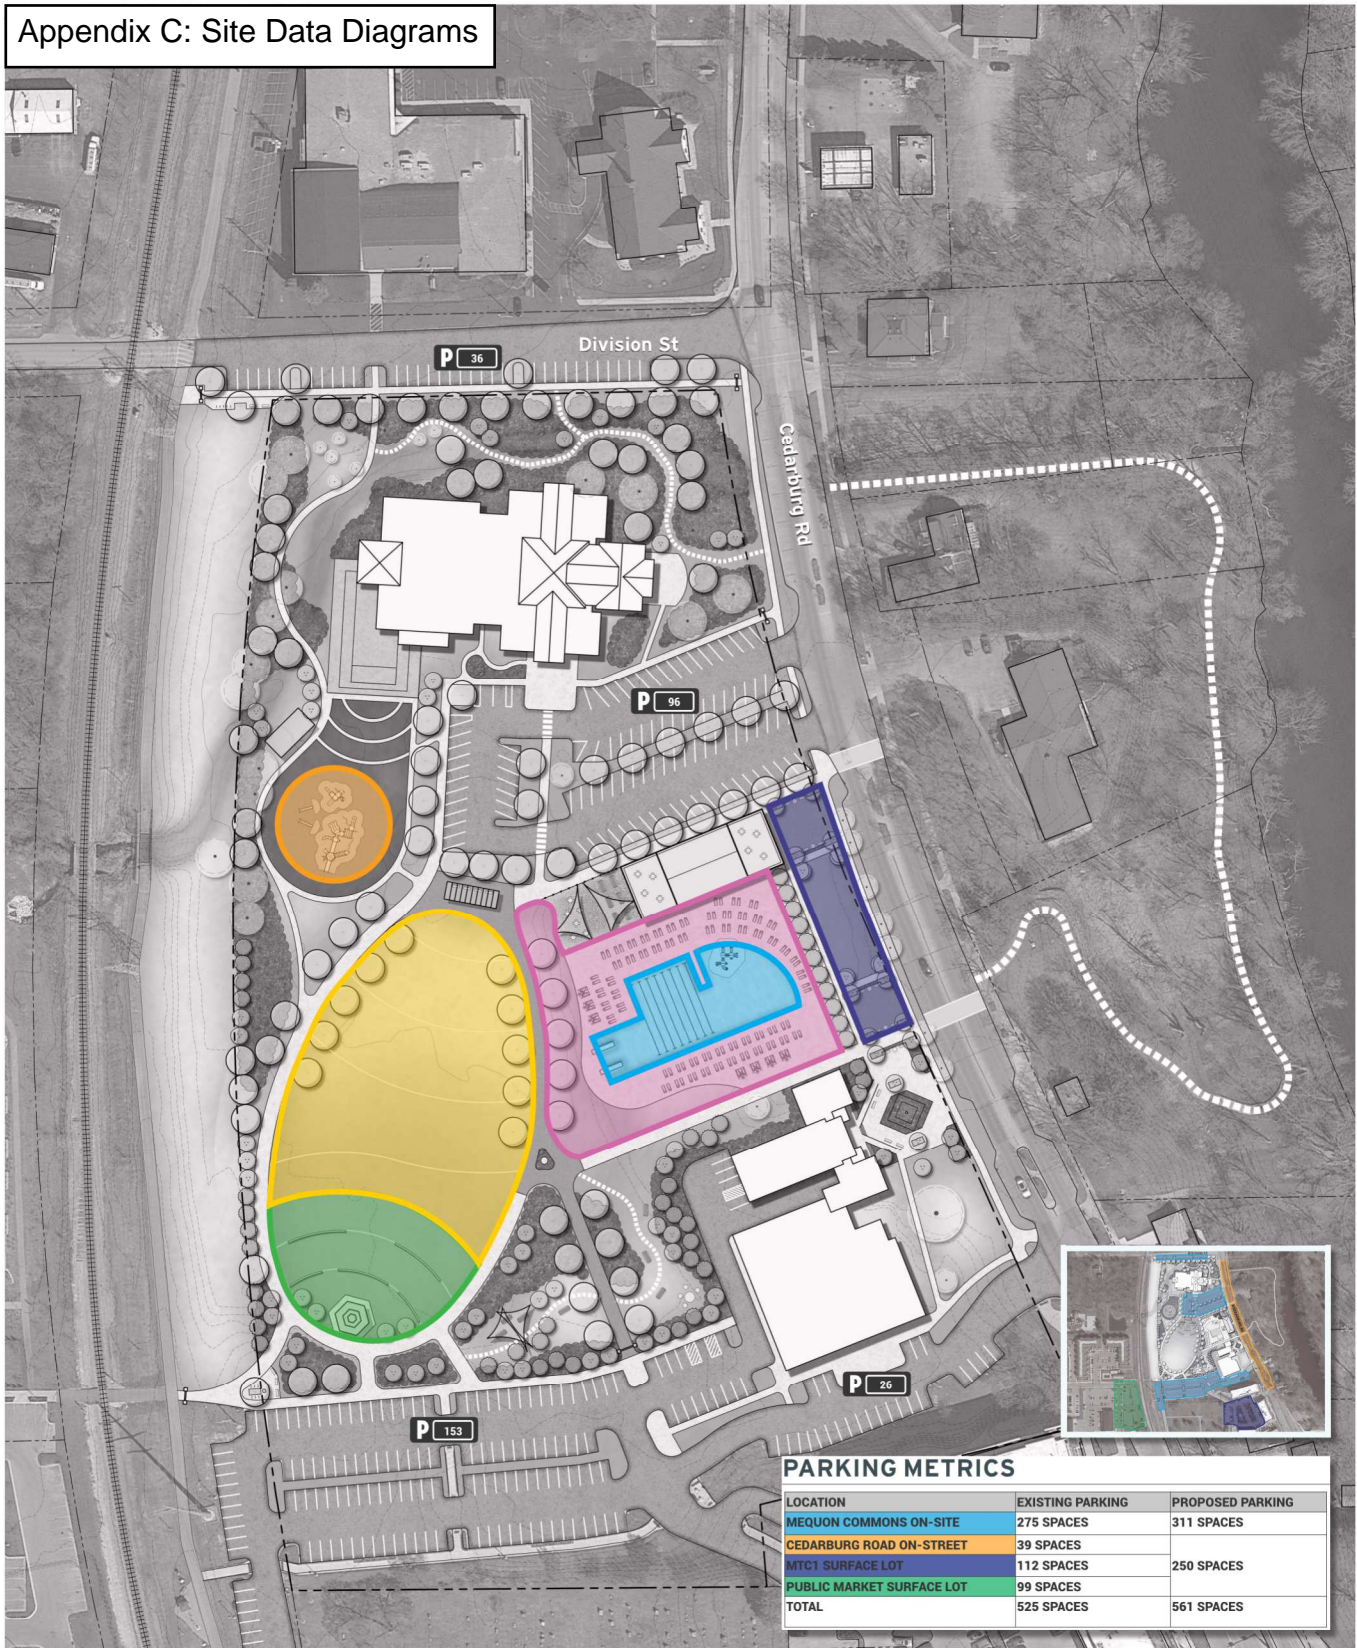 Appendix C: Site Data Diagrams
Division St
P 36
Cedarburg Rd
P 96
P 26
P 153
PARKING METRICS
LOCATION EXISTING PARKING PROPOSED PARKING
MEQUON COMMONS ON-SITE 275 SPACES 311 SPACES
CEDARBURG ROAD ON-STREET 39 SPACES
MTC1 SURFACE LOT 112 SPACES 250 SPACES
PUBLIC MARKET SURFACE LOT 99 SPACES
TOTAL 525 SPACES 561 SPACES